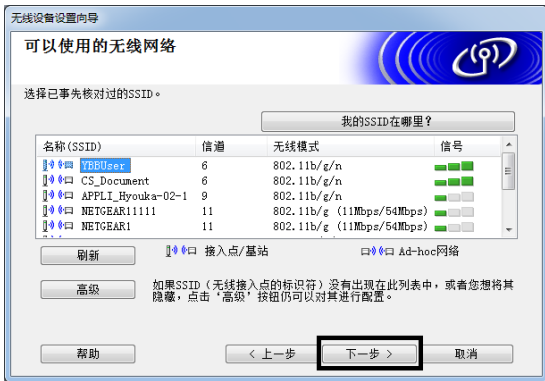 无线设备设置向导
可以使用的无线网络
选择已事先核对过的SSID。
我的SSID在哪里?
名称(SSID) 信道 无线模式 信号
YBBUser 6 802.11b/g/n
CS_Document 6 802.11b/g/n
APPLI_Hyouka-02-1 9 802.11b/g/n
NETGEAR11111 11 802.11b/g (11Mbps/54Mbps)
NETGEAR1 11 802.11b/g (11Mbps/54Mbps)
刷新 接入点/基站 Ad-hoc网络
高级 如果SSID(无线接入点的标识符)没有出现在此列表中，或者您想将其
隐藏，点击‘高级’按钮仍可以对其进行配置。
帮助 < 上一步 下一步 > 取消